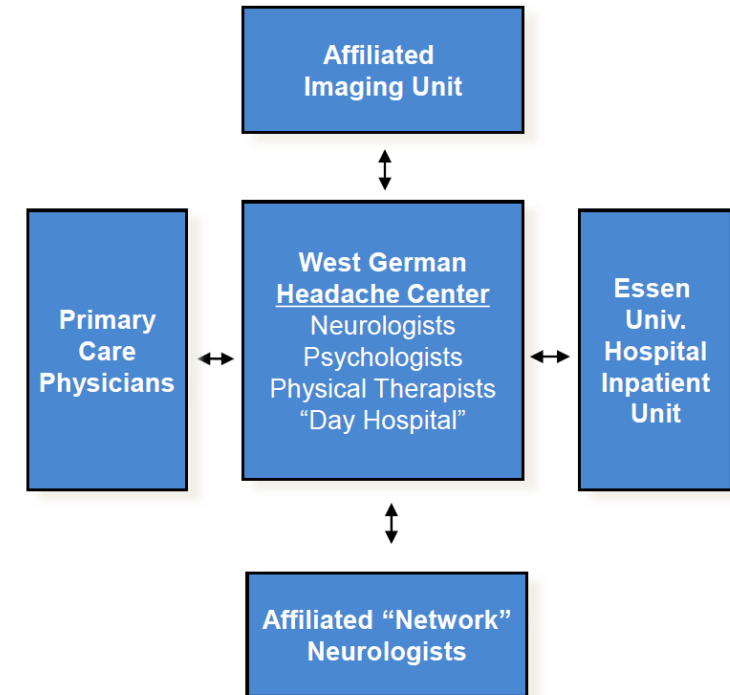 Affiliated
Imaging Unit
West German
Headache Center
Neurologists
Psychologists
Physical Therapists
“Day Hospital”
Primary
Care
Physicians
Essen
Univ.
Hospital
Inpatient
Unit
Affiliated “Network”
Neurologists